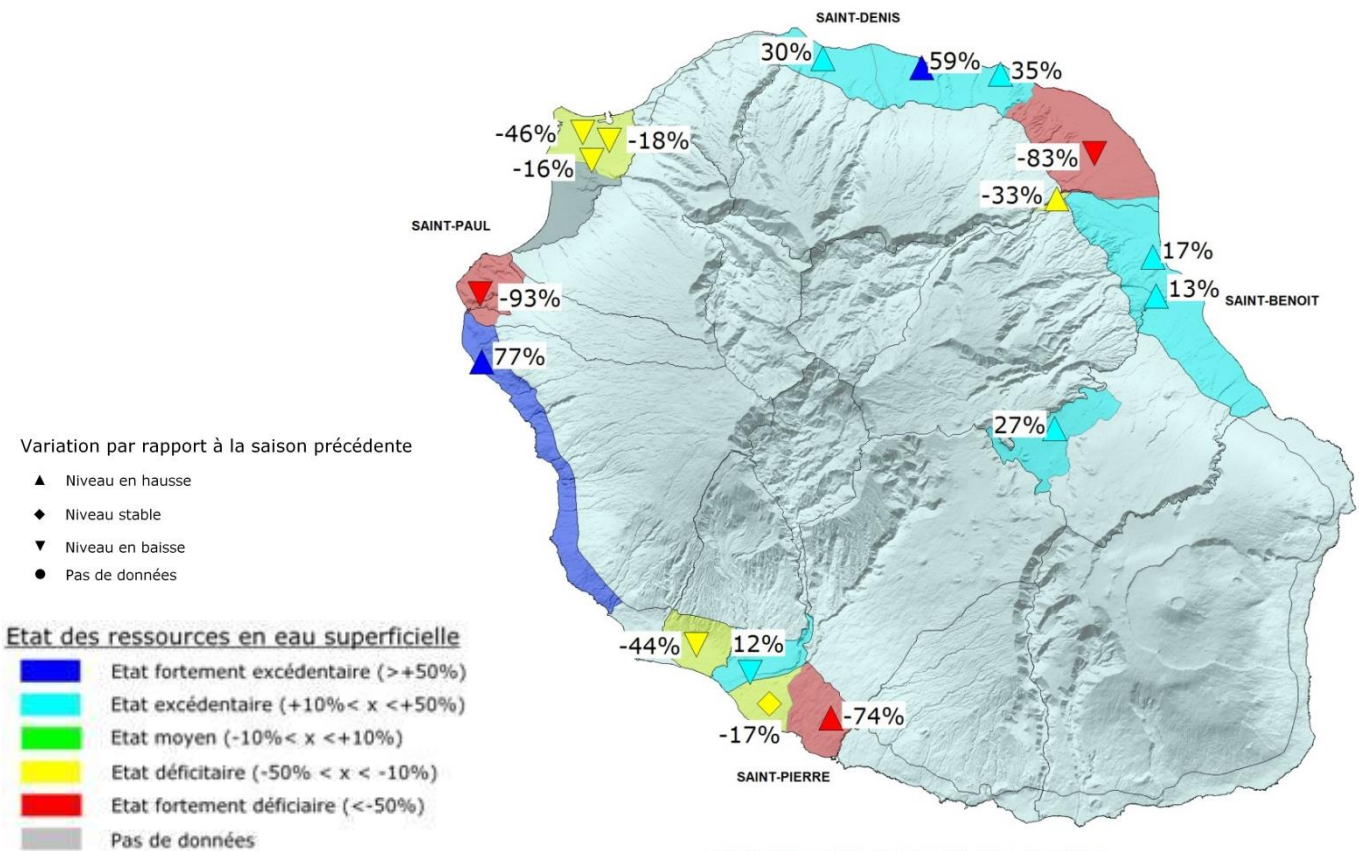 SAINT-DENIS
30%
59%
35%
-46%
-18%
-16%
-83%
-33%
SAINT-PAUL
17%
13%
SAINT-BENOIT
-93%
77%
27%
Variation par rapport à la saison précédente
Niveau en hausse
Niveau stable
Niveau en baisse
Pas de données
-44%
12%
-17%
-74%
SAINT-PIERRE
Etat des ressources en eau superficielle
Etat fortement excédentaire (>+50%)
Etat excédentaire (+10%< x <+50%)
Etat moyen (-10%< x <+10%)
Etat déficitaire (-50% < x < -10%)
Etat fortement déficiaire (<-50%)
Pas de données